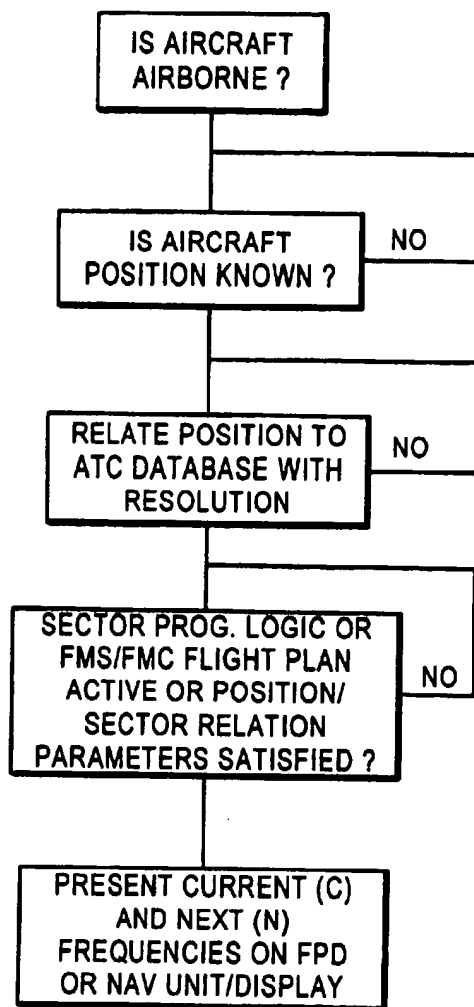 IS AIRCRAFT
AIRBORNE ?
IS AIRCRAFT
POSITION KNOWN ?
NO
RELATE POSITION TO
ATC DATABASE WITH
RESOLUTION
NO
SECTOR PROG. LOGIC OR
FMS/FMC FLIGHT PLAN
ACTIVE OR POSITION/
SECTOR RELATION
PARAMETERS SATISFIED ?
NO
PRESENT CURRENT (C)
AND NEXT (N)
FREQUENCIES ON FPD
OR NAV UNIT/DISPLAY